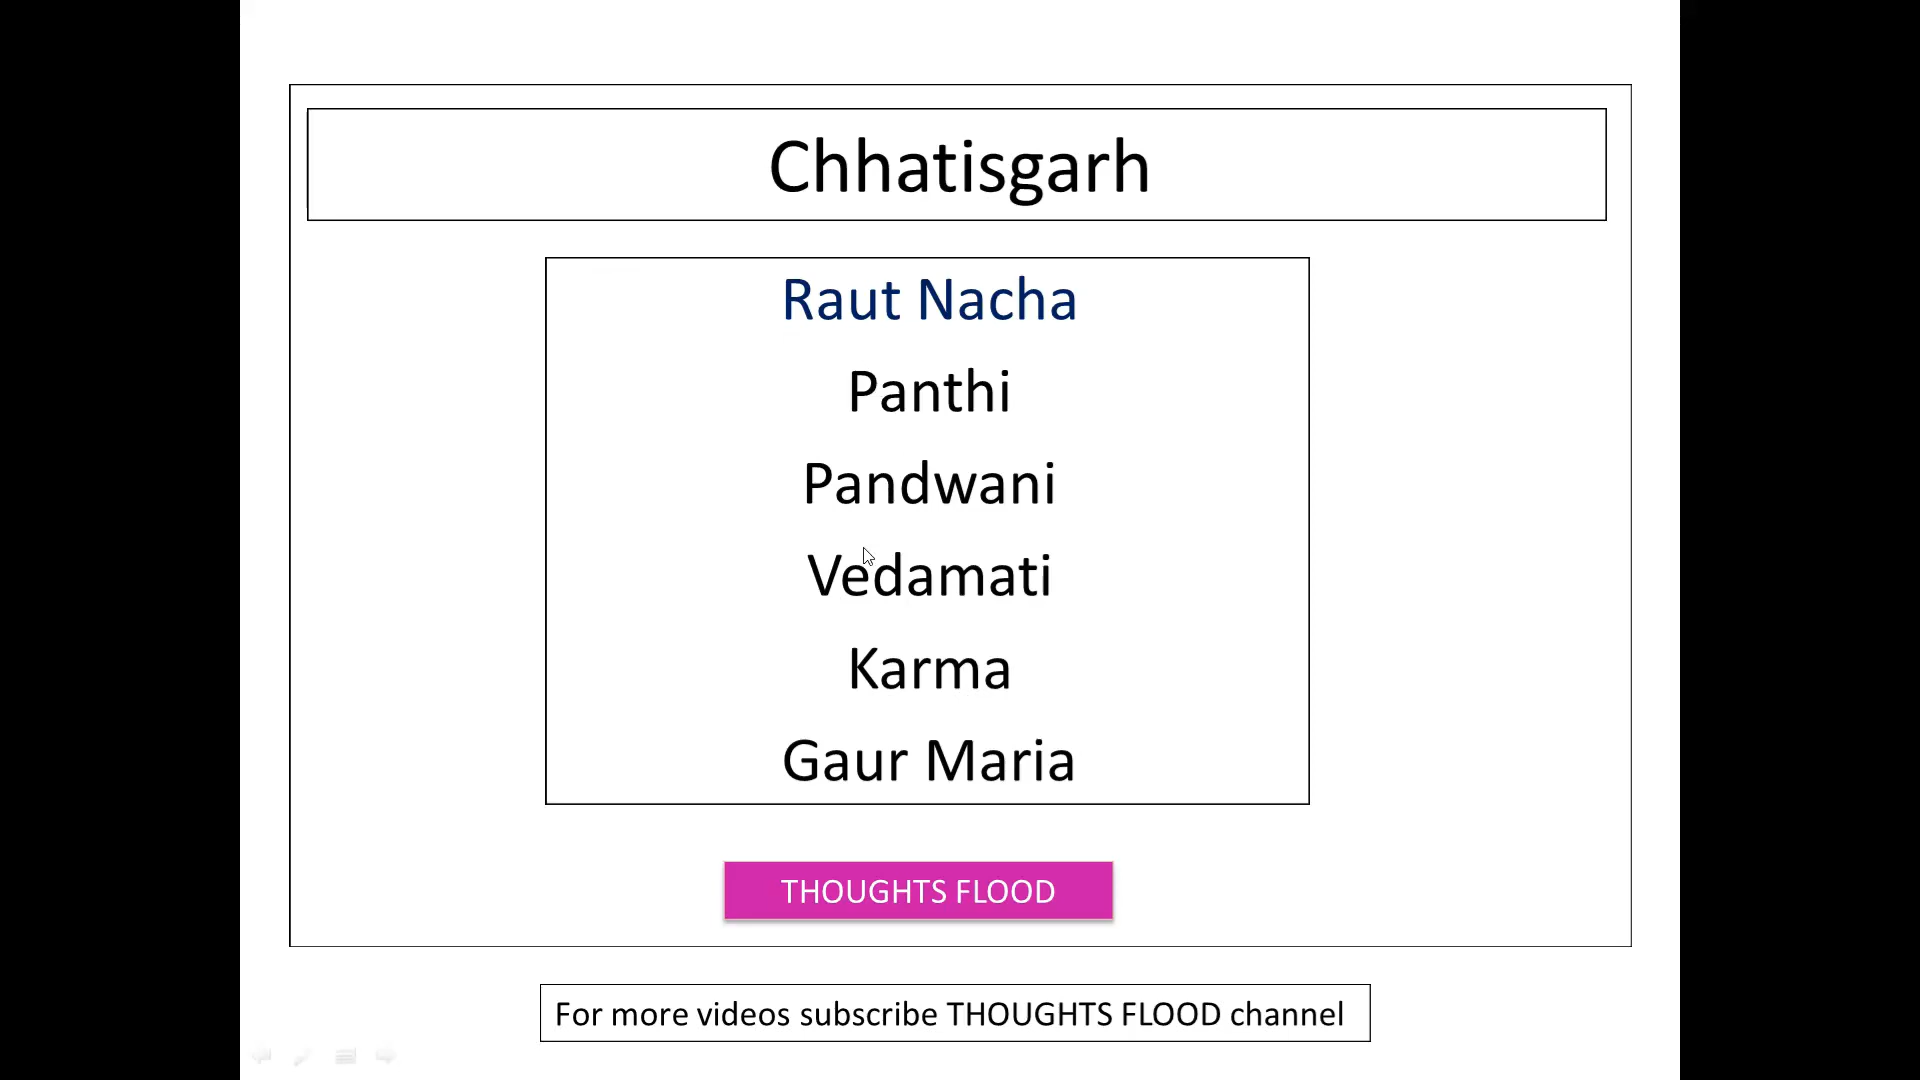 Chhatisgarh
Raut Nacha
Panthi
Pandwani
Vedamati
Karma
Gaur Maria
THOUGHTS FLOOD
For more videos subscribe THOUGHTS FLOOD channel